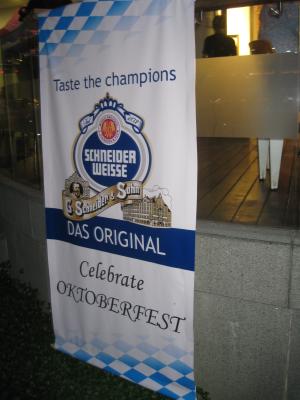 Taste the champions
SCHNEIDER
WEISSE
G. Schneider & Sohn
DAS ORIGINAL
Celebrate
OKTOBERFEST